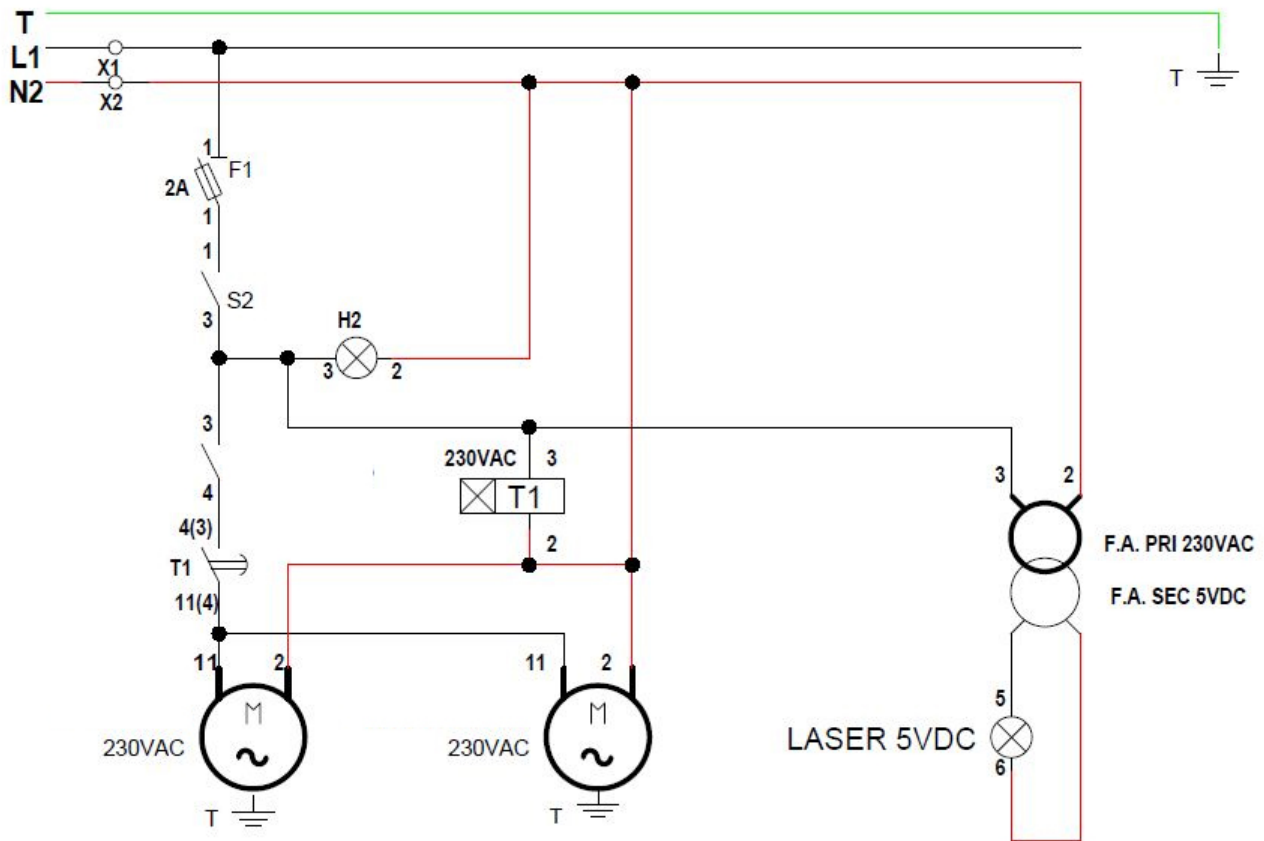 T
L1
X1
N2
X2
T
1
F1
2A
1
1
S2
3
H2
3
2
3
230VAC
3
3
2
T1
4
4(3)
2
F.A. PRI 230VAC
T1
F.A. SEC 5VDC
11(4)
11
2
11
2
M
M
5
230VAC
230VAC
LASER 5VDC
6
T
T